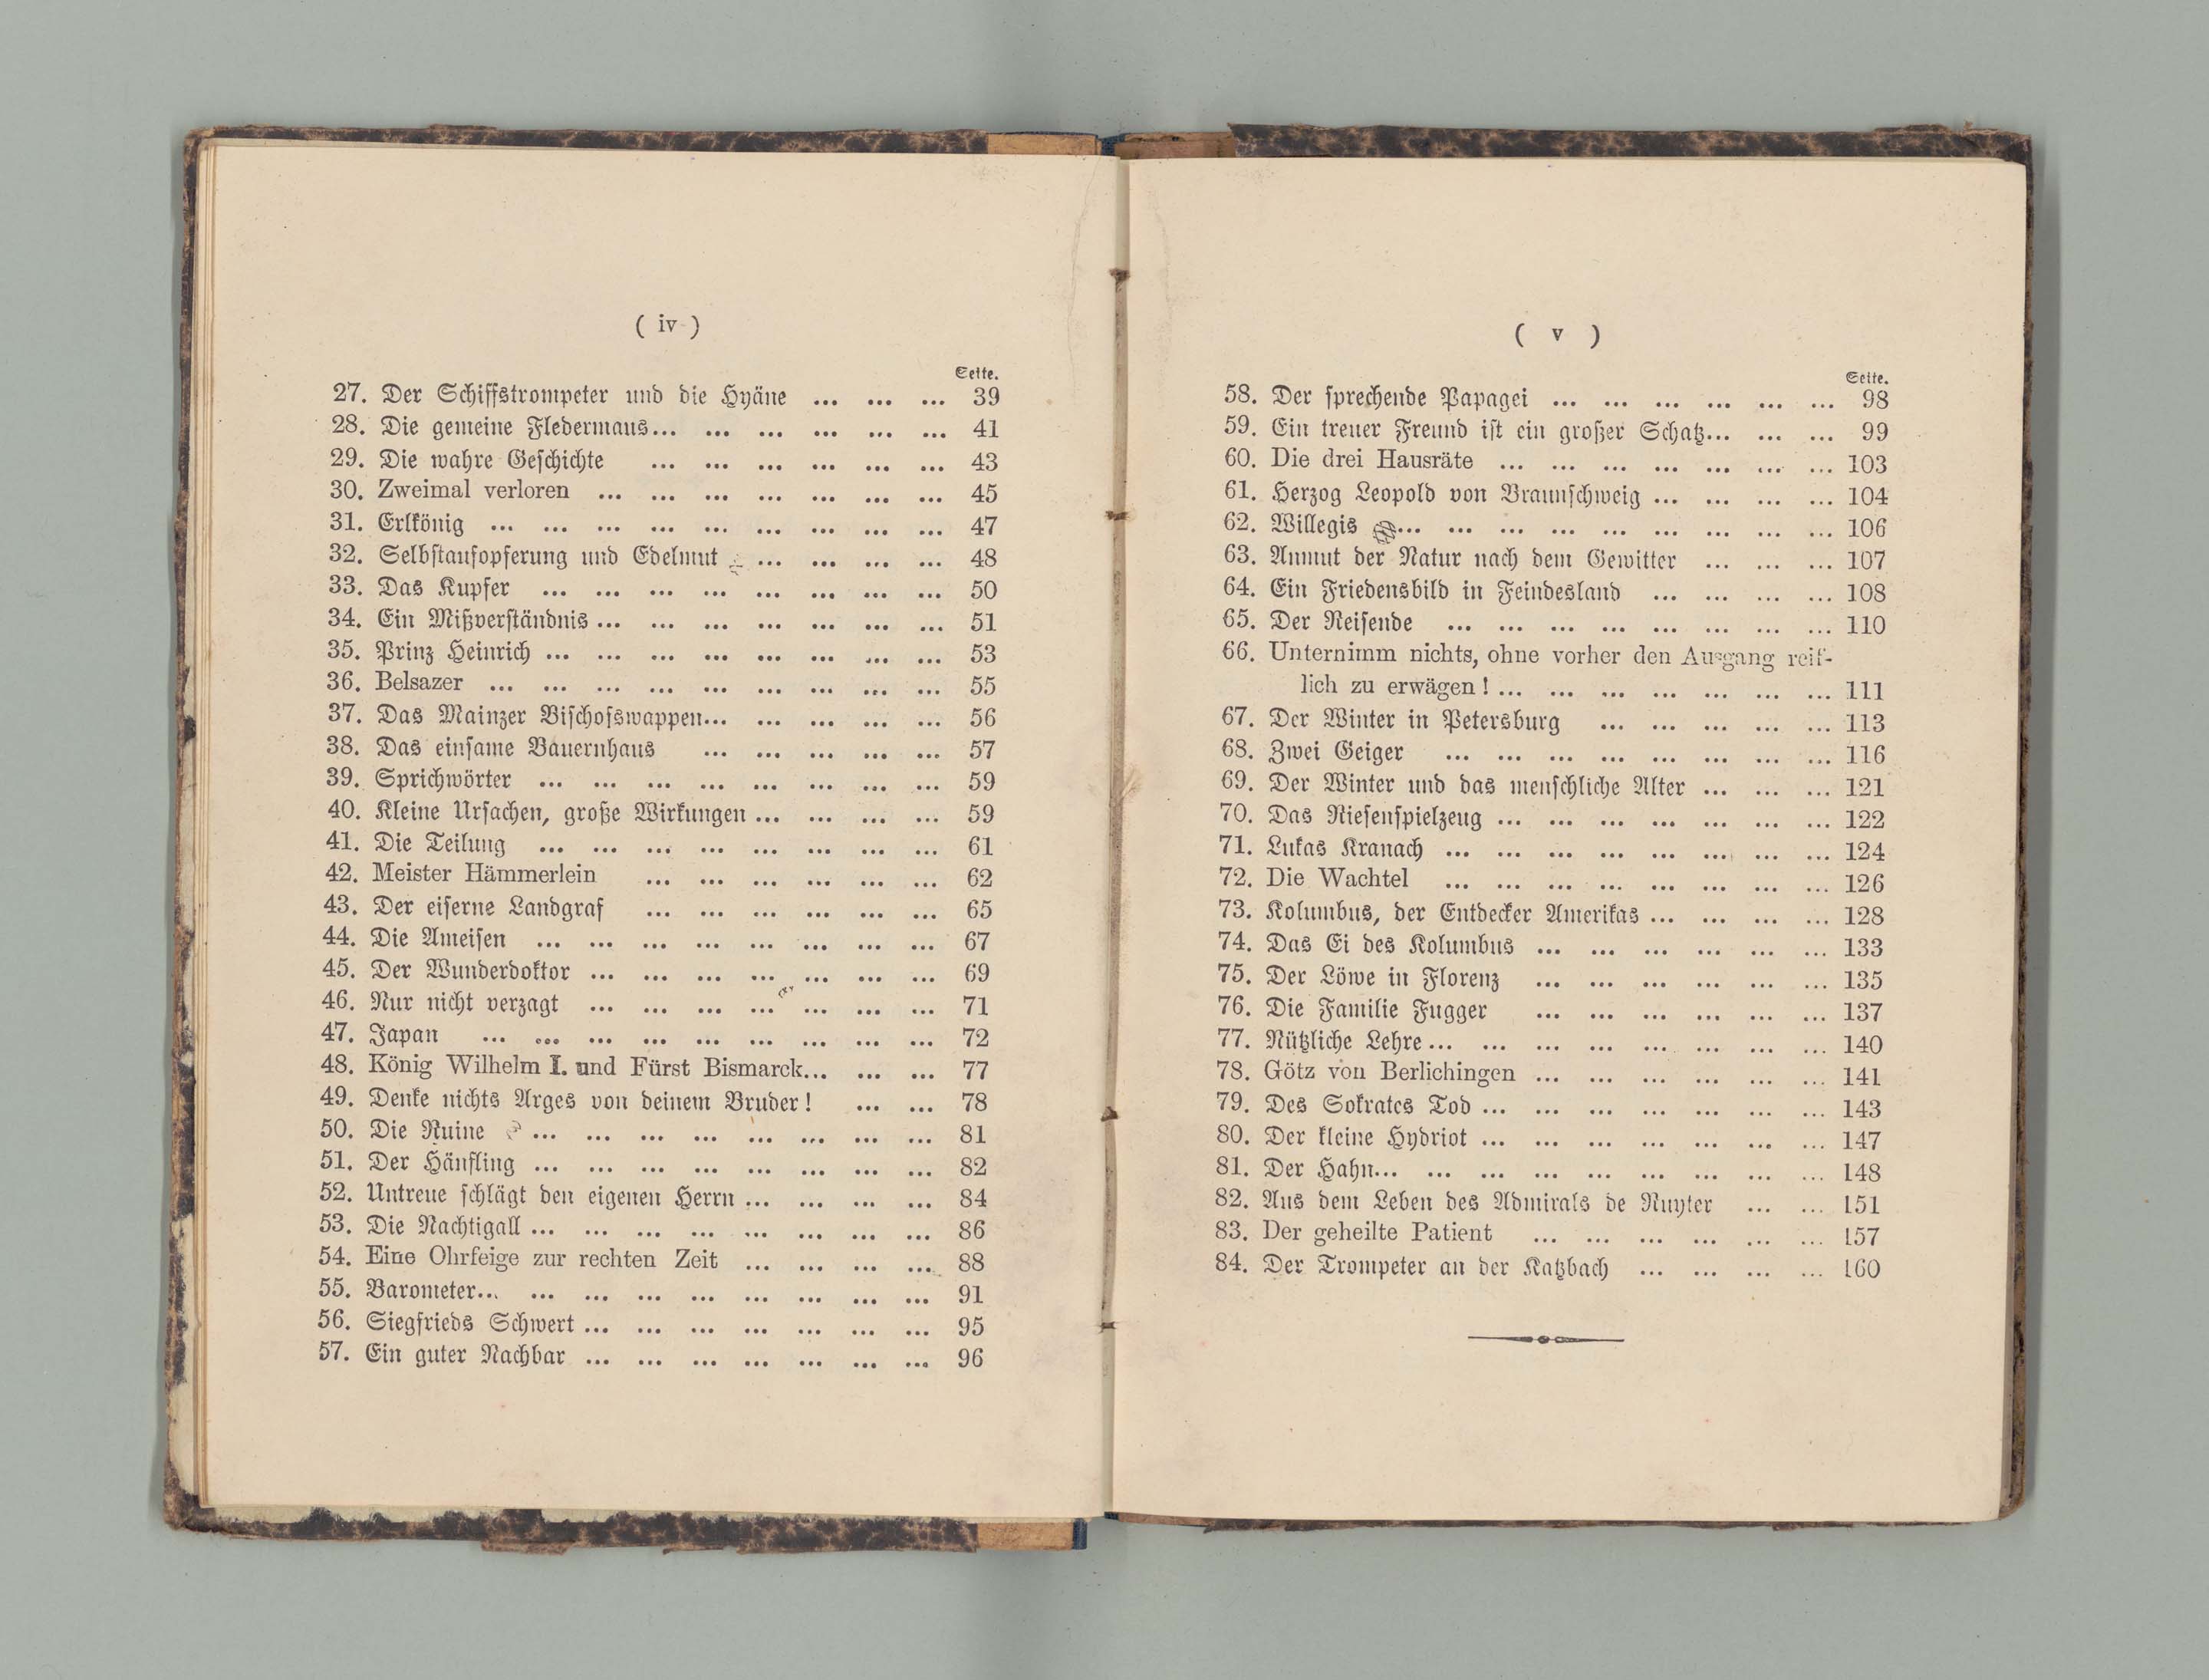 ( iv )
Seite.
27. Der Schiffstrompeter und die Hyäne ... ... ... 39
28. Die gemeine Fledermaus... ... ... ... ... ... 41
29. Die wahre Geschichte ... ... ... ... ... ... 43
30. Zweimal verloren ... ... ... ... ... ... ... 45
31. Erlkönig ... ... ... ... ... ... ... ... ... 47
32. Selbstaufopferung und Edelmut ... ... ... ... 48
33. Das Kupfer ... ... ... ... ... ... ... ... 50
34. Ein Mißverständnis ... ... ... ... ... ... ... 51
35. Prinz Heinrich ... ... ... ... ... ... ... ... 53
36. Belsazer ... ... ... ... ... ... ... ... ... 55
37. Das Mainzer Bischofswappen... ... ... ... ... 56
38. Das einsame Bauernhaus ... ... ... ... ... 57
39. Sprichwörter ... ... ... ... ... ... ... ... 59
40. Kleine Ursachen, große Wirkungen ... ... ... ... 59
41. Die Teilung ... ... ... ... ... ... ... ... 61
42. Meister Hämmerlein ... ... ... ... ... ... 62
43. Der eiserne Landgraf ... ... ... ... ... ... 65
44. Die Ameisen ... ... ... ... ... ... ... ... 67
45. Der Wunderdoktor ... ... ... ... ... ... ... 69
46. Nur nicht verzagt ... ... ... ... ... ... ... 71
47. Japan ... ... ... ... ... ... ... ... ... 72
48. König Wilhelm I. und Fürst Bismarck... ... ... 77
49. Denke nichts Arges von deinem Bruder! ... ... 78
50. Die Ruine ... ... ... ... ... ... ... ... 81
51. Der Hänfling ... ... ... ... ... ... ... ... 82
52. Untreue schlägt den eigenen Herrn ... ... ... ... 84
53. Die Nachtigall ... ... ... ... ... ... ... ... 86
54. Eine Ohrfeige zur rechten Zeit ... ... ... ... 88
55. Barometer... ... ... ... ... ... ... ... ... 91
56. Siegfrieds Schwert ... ... ... ... ... ... ... 95
57. Ein guter Nachbar ... ... ... ... ... ... ... 96
( v )
Seite.
58. Der sprechende Papagei ... ... ... ... ... ... 98
59. Ein treuer Freund ist ein großer Schatz... ... ... 99
60. Die drei Hausräte ... ... ... ... ... ... ... 103
61. Herzog Leopold von Braunschweig ... ... ... ... 104
62. Willegis ... ... ... ... ... ... ... ... ... 106
63. Anmut der Natur nach dem Gewitter ... ... ... 107
64. Ein Friedensbild in Feindesland ... ... ... ... 108
65. Der Reisende ... ... ... ... ... ... ... ... 110
66. Unternimm nichts, ohne vorher den Ausgang reif-
lich zu erwägen! ... ... ... ... ... ... ... 111
67. Der Winter in Petersburg ... ... ... ... ... 113
68. Zwei Geiger ... ... ... ... ... ... ... ... 116
69. Der Winter und das menschliche Alter ... ... ... 121
70. Das Riesenspielzeug ... ... ... ... ... ... ... 122
71. Lukas Kranach ... ... ... ... ... ... ... ... 124
72. Die Wachtel ... ... ... ... ... ... ... ... 126
73. Kolumbus, der Entdecker Amerikas ... ... ... ... 128
74. Das Ei des Kolumbus ... ... ... ... ... ... 133
75. Der Löwe in Florenz ... ... ... ... ... ... 135
76. Die Familie Fugger ... ... ... ... ... ... 137
77. Nützliche Lehre ... ... ... ... ... ... ... ... 140
78. Götz von Berlichingen ... ... ... ... ... ... 141
79. Des Sokrates Tod ... ... ... ... ... ... ... 143
80. Der kleine Hydriot ... ... ... ... ... ... ... 147
81. Der Hahn... ... ... ... ... ... ... ... ... 148
82. Aus dem Leben des Admirals de Ruyter ... ... 151
83. Der geheilte Patient ... ... ... ... ... ... 157
84. Der Trompeter an der Katzbach ... ... ... ... 160